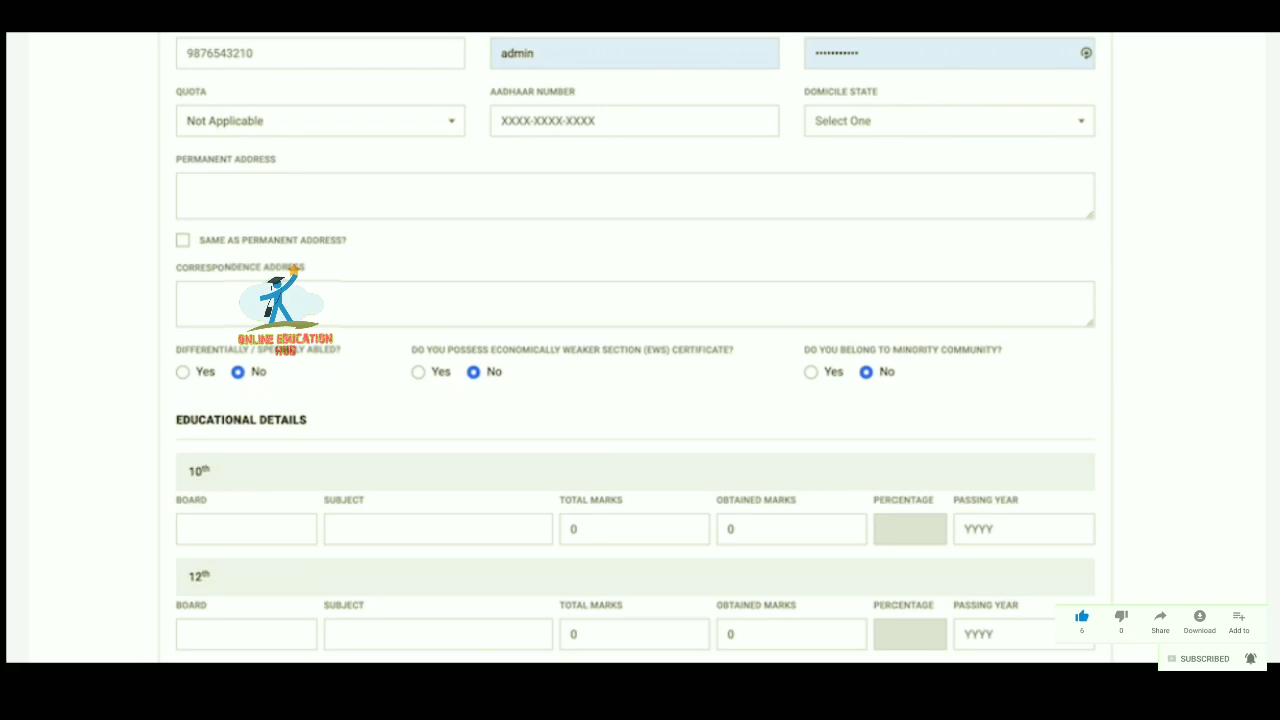 9876543210 admin •••••••••••
QUOTA AADHAAR NUMBER DOMICILE STATE
Not Applicable XXXX-XXXX-XXXX Select One
PERMANENT ADDRESS
SAME AS PERMANENT ADDRESS?
CORRESPONDENCE ADDRESS
ONLINE EDUCATION
HUB
DIFFERENTIALLY / SPECIALLY ABLED? DO YOU POSSESS ECONOMICALLY WEAKER SECTION (EWS) CERTIFICATE? DO YOU BELONG TO MINORITY COMMUNITY?
Yes No Yes No Yes No
EDUCATIONAL DETAILS
10th
BOARD SUBJECT TOTAL MARKS OBTAINED MARKS PERCENTAGE PASSING YEAR
0 0 YYYY
12th
BOARD SUBJECT TOTAL MARKS OBTAINED MARKS PERCENTAGE PASSING YEAR
0 0 YYYY
6 0 Share Download Add to
SUBSCRIBED